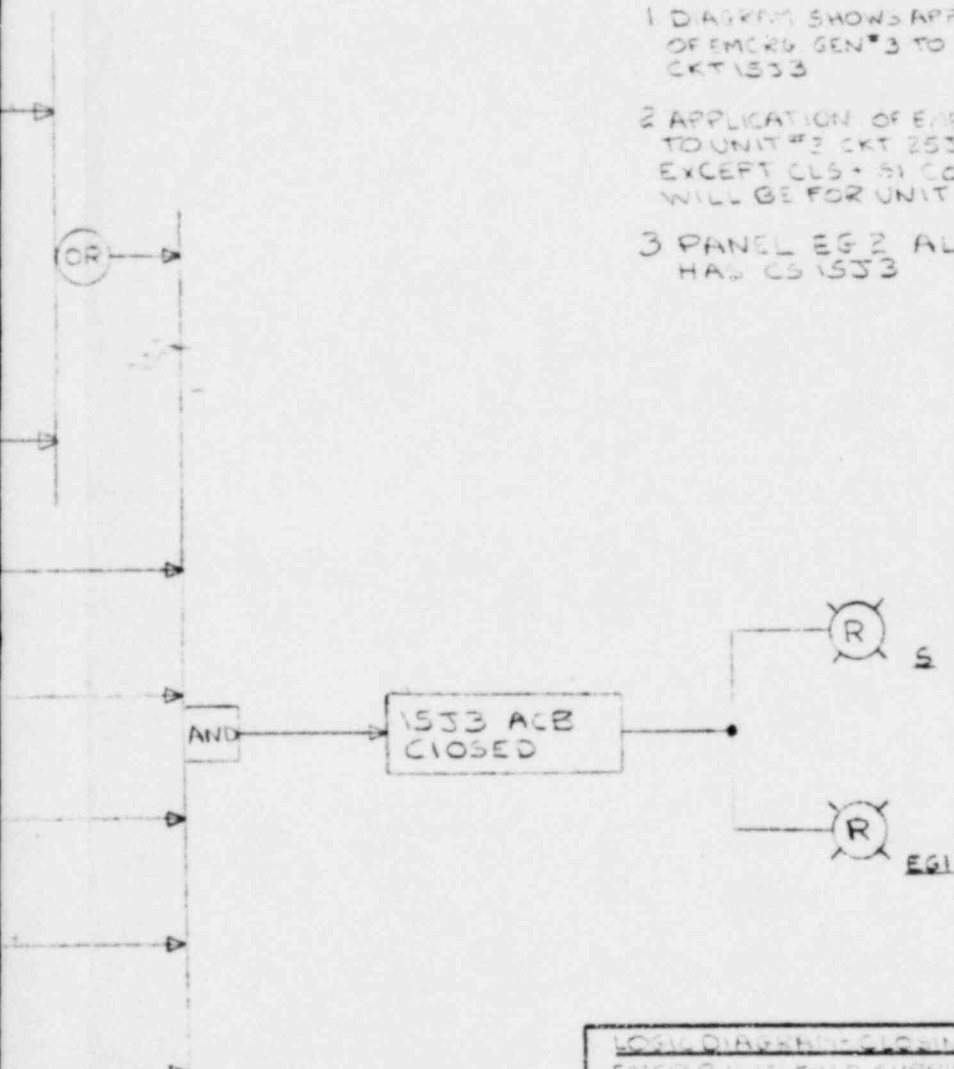 1 DIAGRAM SHOWS APP
OF EMERG. GEN #3 TO
CKT 15J3
2 APPLICATION OF EME
TO UNIT #2 CKT 25J
EXCEPT CLS + SI CO
WILL BE FOR UNIT
3 PANEL EG 2 AL
HAS CS 15J3
OR
R
S
AND
15J3 ACB
CLOSED
R
EG1
LOGIC DIAGRAM-CLOSIN